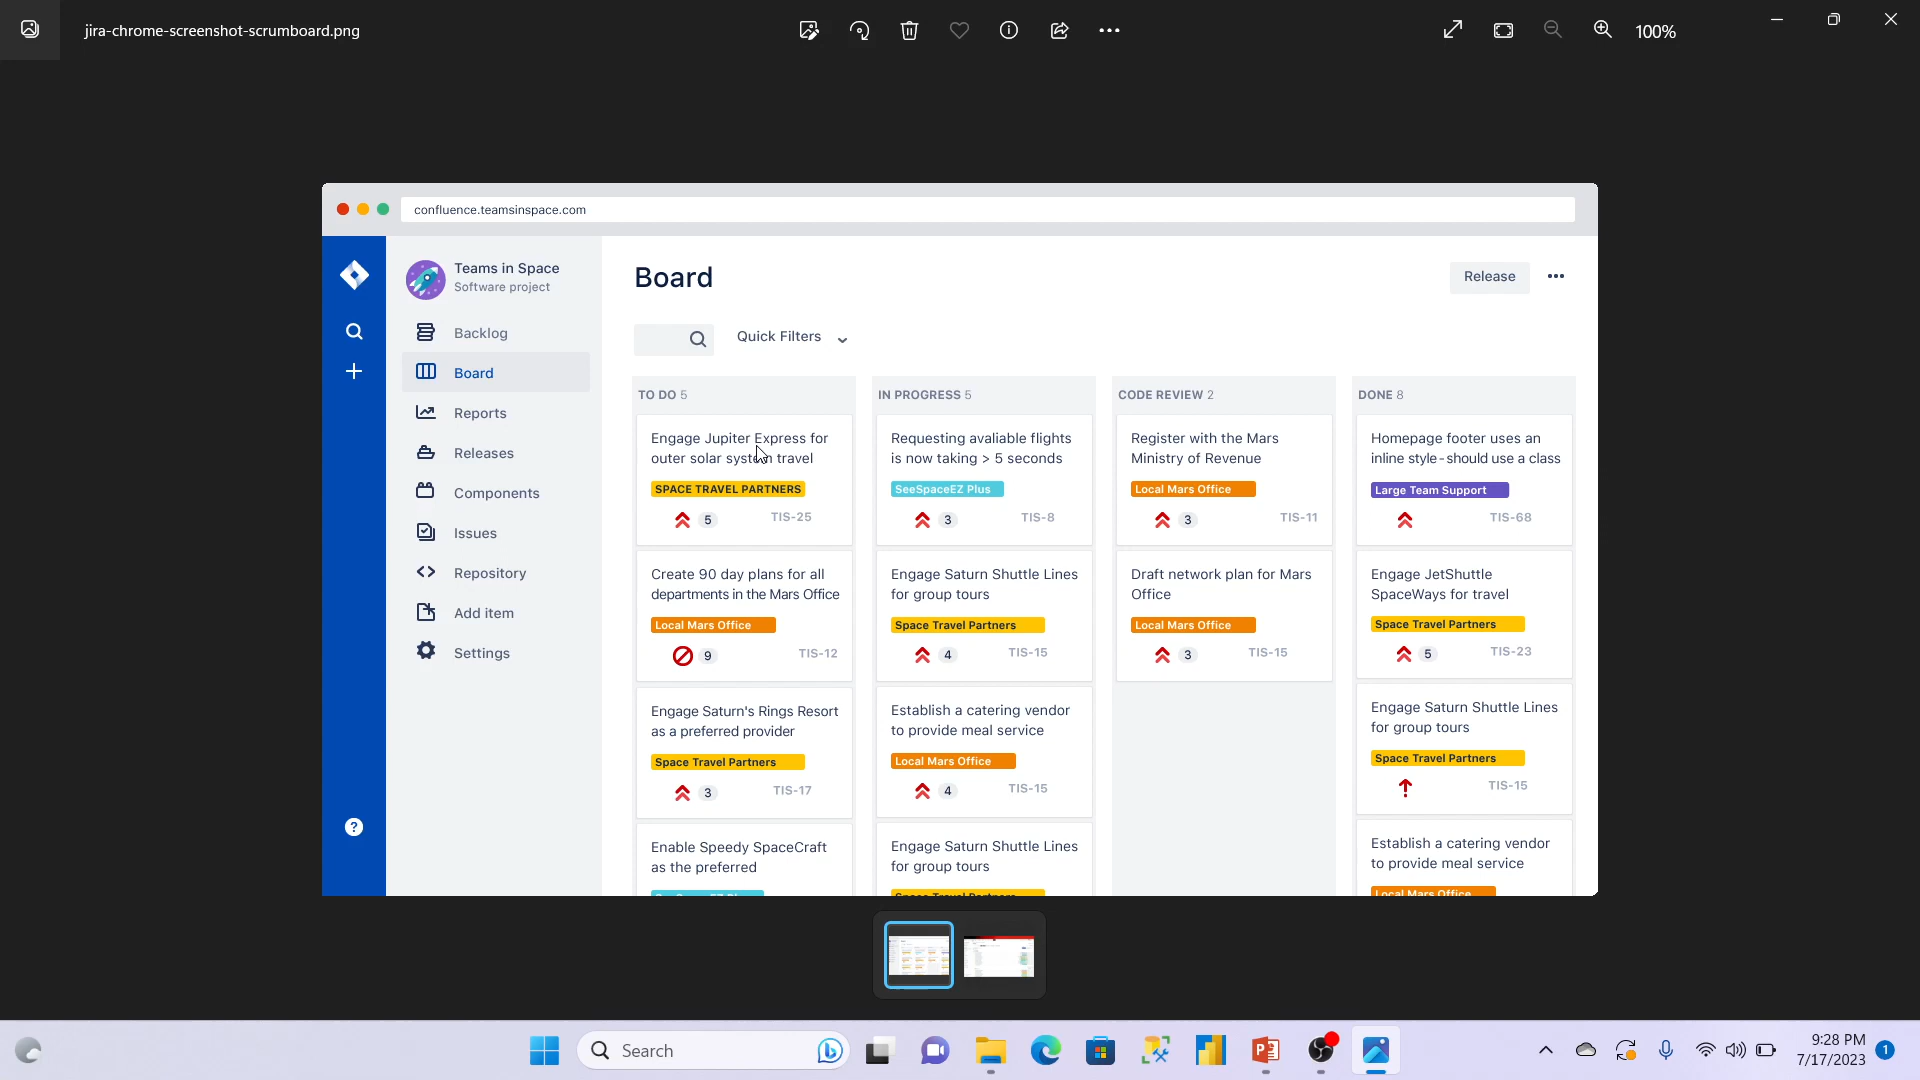 jira-chrome-screenshot-scrumboard.png
100%
confluence.teamsinspace.com
Teams in Space
Software project
Backlog
Board
Reports
Releases
Components
Issues
Repository
Add item
Settings
?
Board
Release
Quick Filters
TO DO 5
Engage Jupiter Express for
outer solar system travel
SPACE TRAVEL PARTNERS
5 TIS-25
Create 90 day plans for all
departments in the Mars Office
Local Mars Office
9 TIS-12
Engage Saturn's Rings Resort
as a preferred provider
Space Travel Partners
3 TIS-17
Enable Speedy SpaceCraft
as the preferred
IN PROGRESS 5
Requesting avaliable flights
is now taking > 5 seconds
SeeSpaceEZ Plus
3 TIS-8
Engage Saturn Shuttle Lines
for group tours
Space Travel Partners
4 TIS-15
Establish a catering vendor
to provide meal service
Local Mars Office
4 TIS-15
Engage Saturn Shuttle Lines
for group tours
Space Travel Partners
CODE REVIEW 2
Register with the Mars
Ministry of Revenue
Local Mars Office
3 TIS-11
Draft network plan for Mars
Office
Local Mars Office
3 TIS-15
DONE 8
Homepage footer uses an
inline style-should use a class
Large Team Support
TIS-68
Engage JetShuttle
SpaceWays for travel
Space Travel Partners
5 TIS-23
Engage Saturn Shuttle Lines
for group tours
Space Travel Partners
TIS-15
Establish a catering vendor
to provide meal service
Local Mars Office
Search
9:28 PM
7/17/2023
1